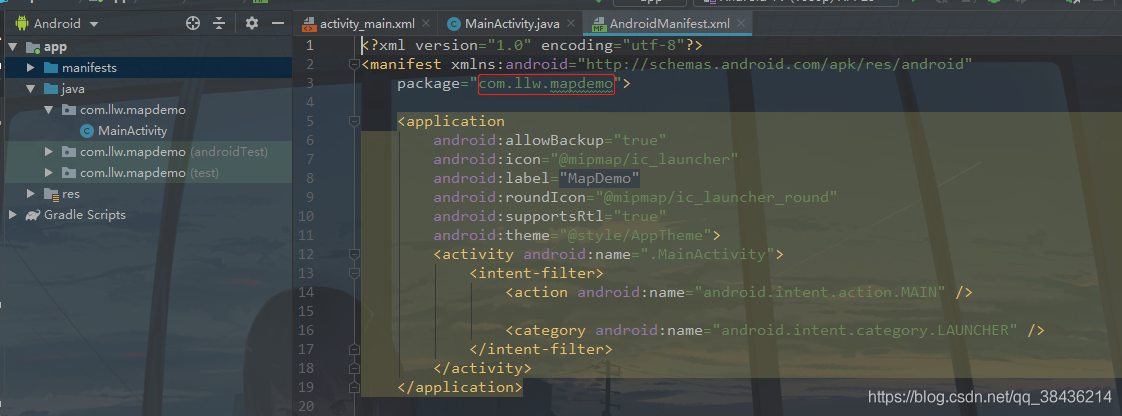 Android
app
manifests
java
com.llw.mapdemo
MainActivity
com.llw.mapdemo (androidTest)
com.llw.mapdemo (test)
res
Gradle Scripts
activity_main.xml
MainActivity.java
AndroidManifest.xml
1 <?xml version="1.0" encoding="utf-8"?>
2 <manifest xmlns:android="http://schemas.android.com/apk/res/android"
3 package="com.llw.mapdemo">
4
5 <application
6 android:allowBackup="true"
7 android:icon="@mipmap/ic_launcher"
8 android:label="MapDemo"
9 android:roundIcon="@mipmap/ic_launcher_round"
10 android:supportsRtl="true"
11 android:theme="@style/AppTheme">
12 <activity android:name=".MainActivity">
13 <intent-filter>
14 <action android:name="android.intent.action.MAIN" />
15
16 <category android:name="android.intent.category.LAUNCHER" />
17 </intent-filter>
18 </activity>
19 </application>
20
https://blog.csdn.net/qq_38436214